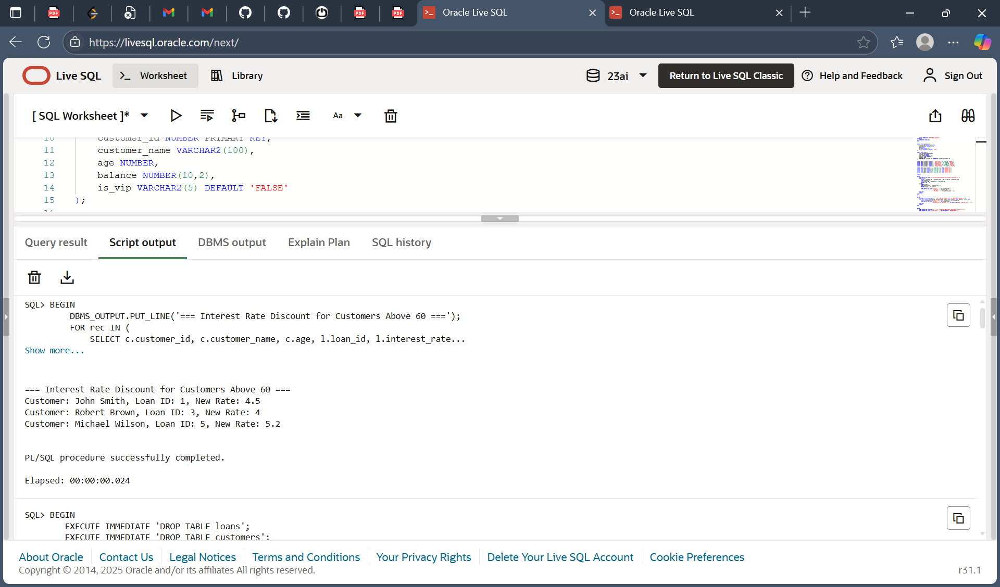 Oracle Live SQL
Oracle Live SQL
https://livesql.oracle.com/next/
Live SQL
Worksheet
Library
23ai
Return to Live SQL Classic
Help and Feedback
Sign Out
[ SQL Worksheet ]*
Aa
10 customer_id NUMBER PRIMARY KEY,
11 customer_name VARCHAR2(100),
12 age NUMBER,
13 balance NUMBER(10,2),
14 is_vip VARCHAR2(5) DEFAULT 'FALSE'
15 );
Query result
Script output
DBMS output
Explain Plan
SQL history
SQL> BEGIN
DBMS_OUTPUT.PUT_LINE('=== Interest Rate Discount for Customers Above 60 ===');
FOR rec IN (
SELECT c.customer_id, c.customer_name, c.age, l.loan_id, l.interest_rate...
Show more...
=== Interest Rate Discount for Customers Above 60 ===
Customer: John Smith, Loan ID: 1, New Rate: 4.5
Customer: Robert Brown, Loan ID: 3, New Rate: 4
Customer: Michael Wilson, Loan ID: 5, New Rate: 5.2
PL/SQL procedure successfully completed.
Elapsed: 00:00:00.024
SQL> BEGIN
EXECUTE IMMEDIATE 'DROP TABLE loans';
EXECUTE IMMEDIATE 'DROP TABLE customers';
About Oracle
Contact Us
Legal Notices
Terms and Conditions
Your Privacy Rights
Delete Your Live SQL Account
Cookie Preferences
Copyright © 2014, 2025 Oracle and/or its affiliates All rights reserved.
r31.1